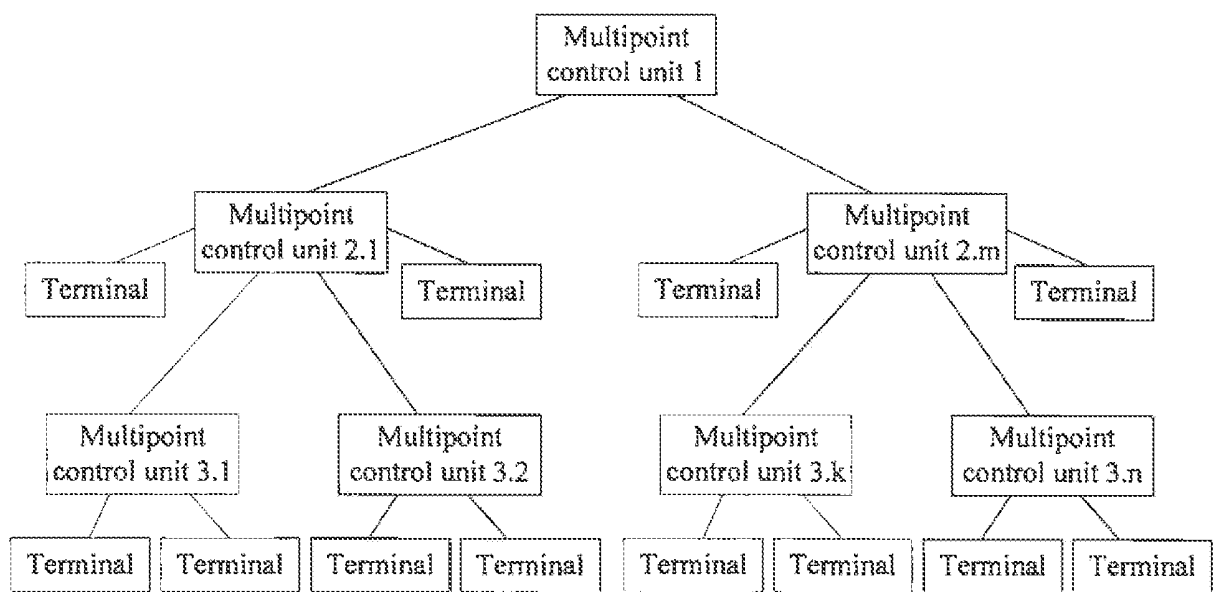 Multipoint
control unit 1
Multipoint
control unit 2.1
Multipoint
control unit 2.m
Terminal
Terminal
Terminal
Terminal
Multipoint
control unit 3.1
Multipoint
control unit 3.2
Multipoint
control unit 3.k
Multipoint
control unit 3.n
Terminal
Terminal
Terminal
Terminal
Terminal
Terminal
Terminal
Terminal